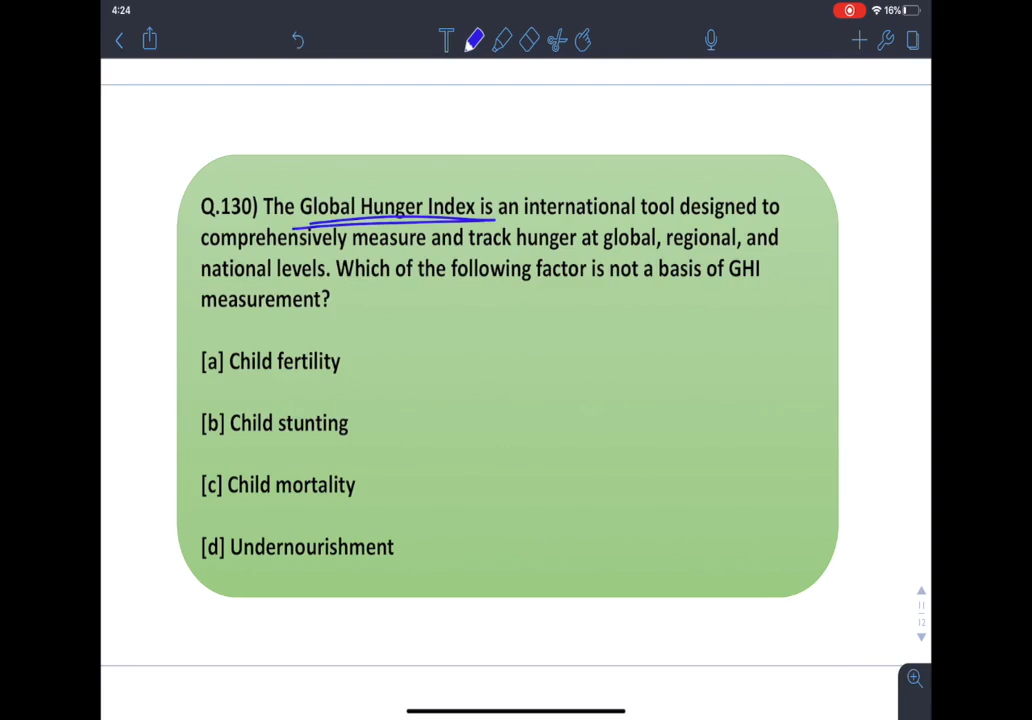 4:24
16%
T
Q.130) The Global Hunger Index is an international tool designed to
comprehensively measure and track hunger at global, regional, and
national levels. Which of the following factor is not a basis of GHI
measurement?
[a] Child fertility
[b] Child stunting
[c] Child mortality
[d] Undernourishment
11
12